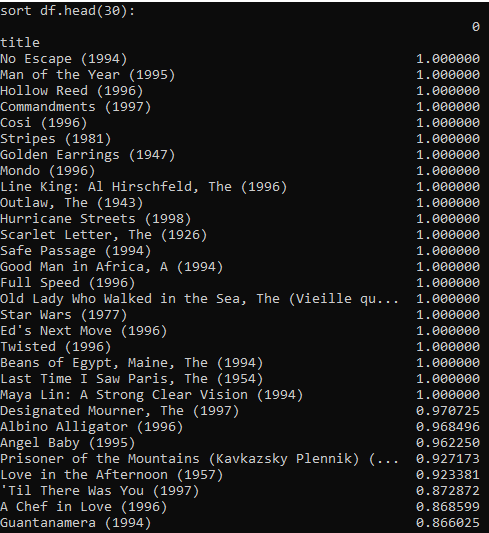 sort df.head(30):
0
title
No Escape (1994) 1.000000
Man of the Year (1995) 1.000000
Hollow Reed (1996) 1.000000
Commandments (1997) 1.000000
Cosi (1996) 1.000000
Stripes (1981) 1.000000
Golden Earrings (1947) 1.000000
Mondo (1996) 1.000000
Line King: Al Hirschfeld, The (1996) 1.000000
Outlaw, The (1943) 1.000000
Hurricane Streets (1998) 1.000000
Scarlet Letter, The (1926) 1.000000
Safe Passage (1994) 1.000000
Good Man in Africa, A (1994) 1.000000
Full Speed (1996) 1.000000
Old Lady Who Walked in the Sea, The (Vieille qu... 1.000000
Star Wars (1977) 1.000000
Ed's Next Move (1996) 1.000000
Twisted (1996) 1.000000
Beans of Egypt, Maine, The (1994) 1.000000
Last Time I Saw Paris, The (1954) 1.000000
Maya Lin: A Strong Clear Vision (1994) 1.000000
Designated Mourner, The (1997) 0.970725
Albino Alligator (1996) 0.968496
Angel Baby (1995) 0.962250
Prisoner of the Mountains (Kavkazsky Plennik) (... 0.927173
Love in the Afternoon (1957) 0.923381
'Til There Was You (1997) 0.872872
A Chef in Love (1996) 0.868599
Guantanamera (1994) 0.866025